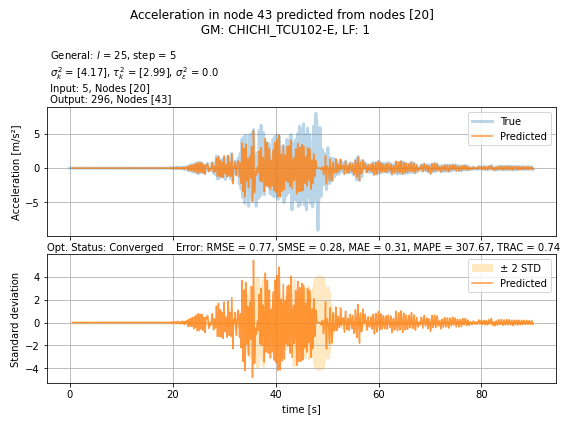 Acceleration in node 43 predicted from nodes [20]
GM: CHICHI_TCU102-E, LF: 1
General: l = 25, step = 5
σ²ₖ = [4.17], τ²ₖ = [2.99], σ²ε = 0.0
Input: 5, Nodes [20]
Output: 296, Nodes [43]
Acceleration [m/s²]
5
0
−5
True
Predicted
Opt. Status: Converged Error: RMSE = 0.77, SMSE = 0.28, MAE = 0.31, MAPE = 307.67, TRAC = 0.74
Standard deviation
4
2
0
−2
−4
± 2 STD
Predicted
0 20 40 60 80
time [s]